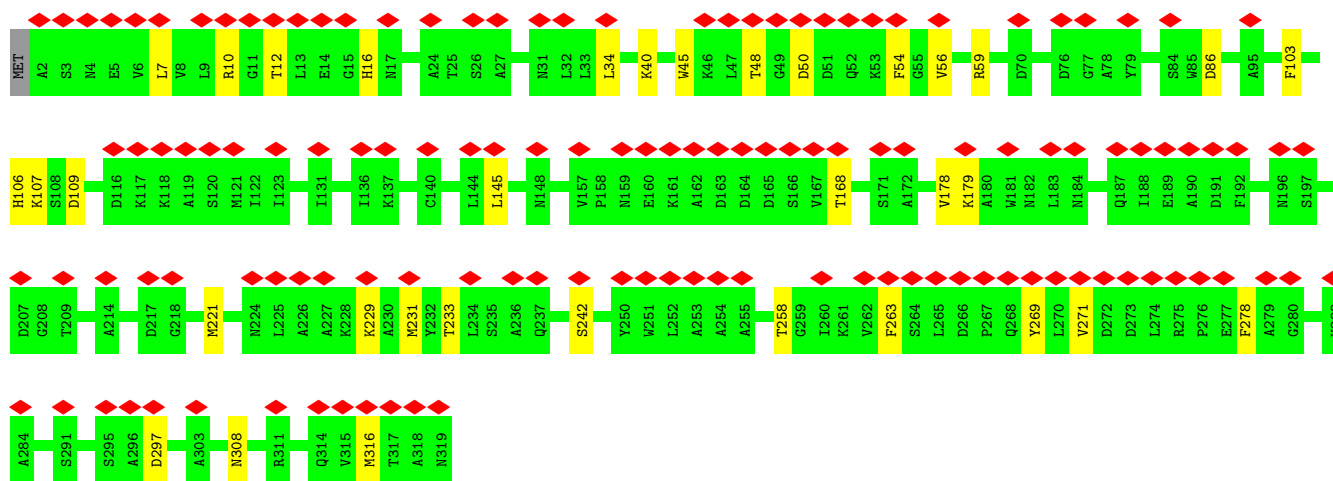 MET A2 S3 N4 E5 V6 L7 V8 L9 R10 G11 T12 L13 E14 G15 H16 N17 A24 T25 S26 A27 N31 L32 L33 L34 K40 W45 K46 L47 T48 G49 D50 D51 Q52 K53 F54 G55 V56 R59 D70 D76 G77 A78 Y79 S84 W85 D86 A95 F103
H106 K107 S108 D109 D116 K117 K118 A119 S120 M121 I122 I123 I131 I136 K137 C140 L144 L145 N148 V157 P158 N159 E160 K161 A162 D163 D164 D165 S166 V167 T168 S171 A172 V178 K179 A180 W181 N182 L183 N184 Q187 I188 E189 A190 D191 F192 N196 S197
D207 G208 T209 A214 D217 G218 M221 N224 L225 A226 A227 K228 K229 A230 M231 Y232 T233 L234 S235 A236 Q237 S242 Y250 W251 L252 A253 A254 A255 T258 G259 I260 K261 V262 F263 S264 L265 D266 P267 Q268 Y269 L270 V271 D272 D273 L274 R275 P276 E277 F278 A279 G280
A284 S291 S295 A296 D297 A303 N308 R311 Q314 V315 M316 T317 A318 N319